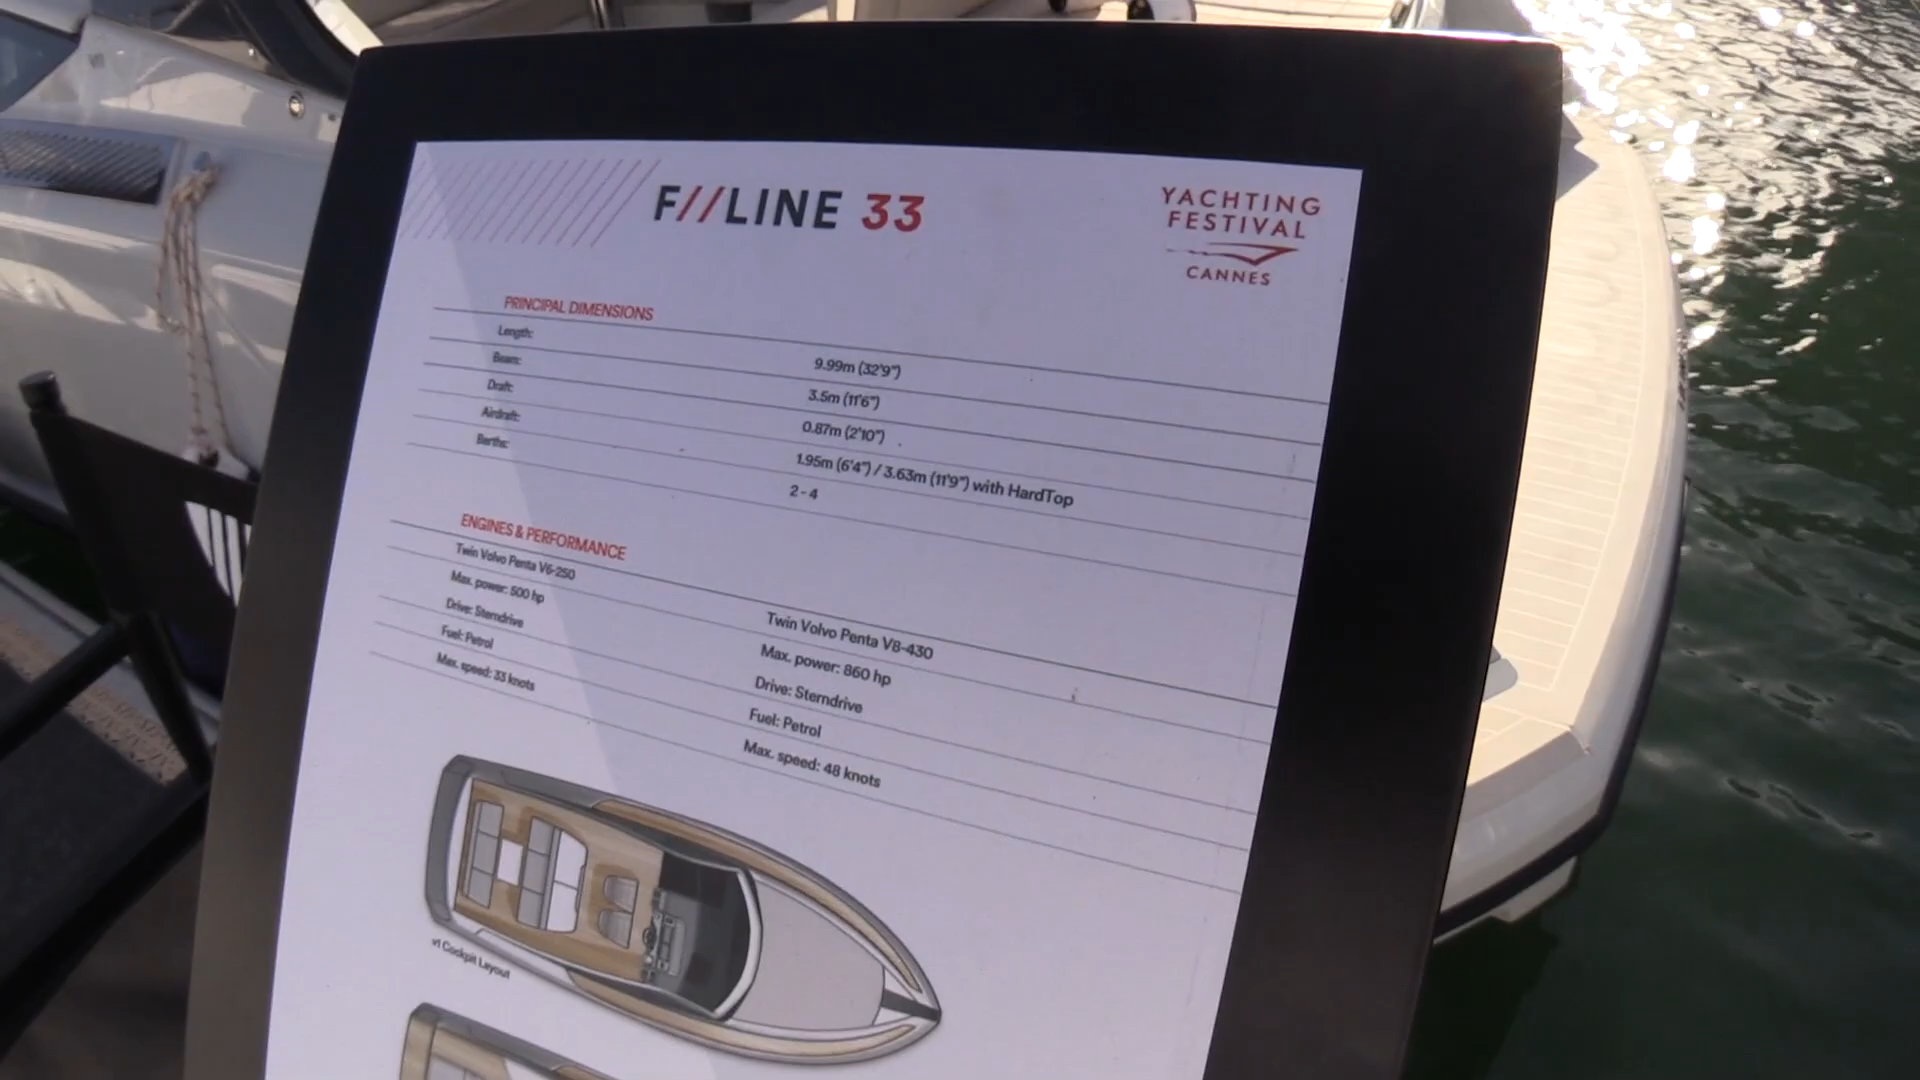 F//LINE 33
YACHTING
FESTIVAL
CANNES
PRINCIPAL DIMENSIONS
Length: 9.99m (32'9")
Beam: 3.5m (11'6")
Draft: 0.87m (2'10")
Airdraft: 1.95m (6'4") / 3.63m (11'9") with HardTop
Berths: 2 - 4
ENGINES & PERFORMANCE
Twin Volvo Penta V6-250 Twin Volvo Penta V8-430
Max. power: 500 hp Max. power: 860 hp
Drive: Sterndrive Drive: Sterndrive
Fuel: Petrol Fuel: Petrol
Max. speed: 33 knots Max. speed: 48 knots
v1 Cockpit Layout